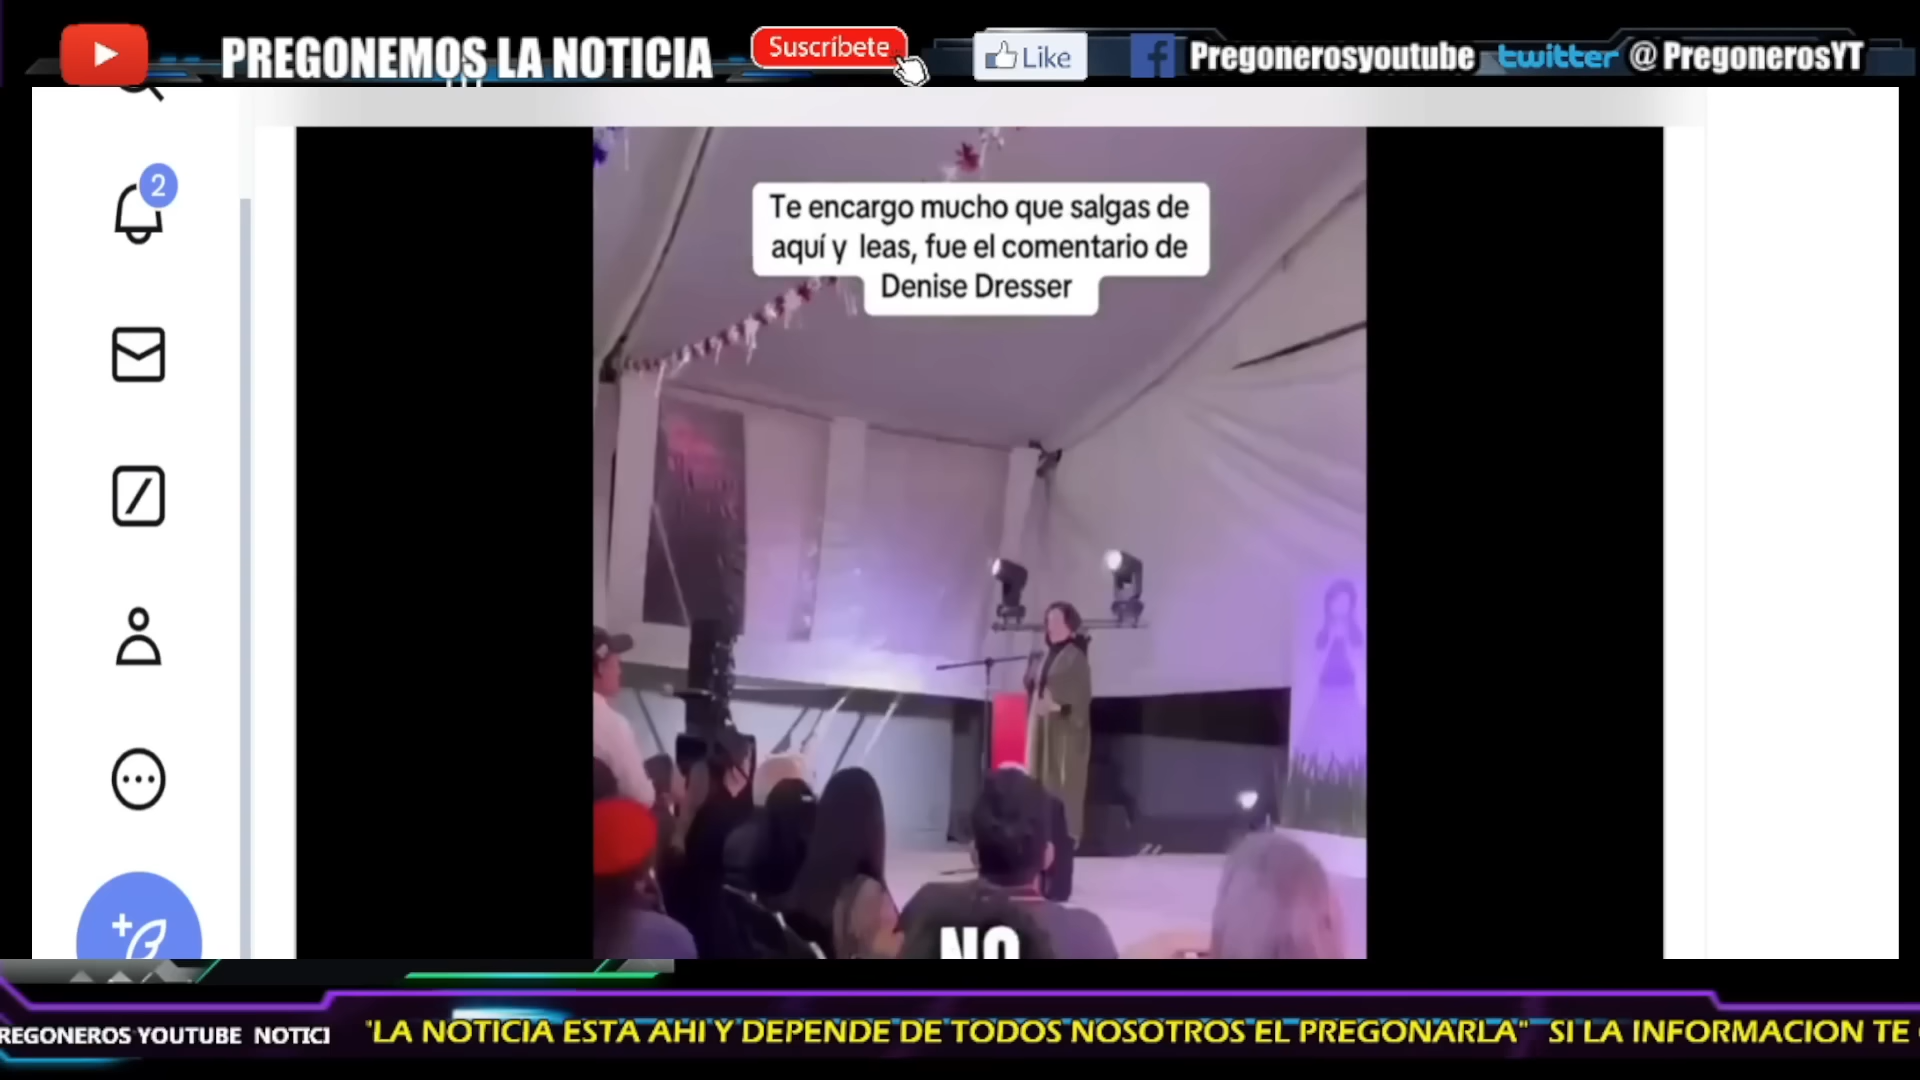 PREGONEMOS LA NOTICIA
Suscríbete
Like
Pregonerosyoutube
twitter @PregonerosYT
2
Te encargo mucho que salgas de
aquí y leas, fue el comentario de
Denise Dresser
NO
REGONEROS YOUTUBE NOTICI
"LA NOTICIA ESTA AHI Y DEPENDE DE TODOS NOSOTROS EL PREGONARLA" SI LA INFORMACION TE